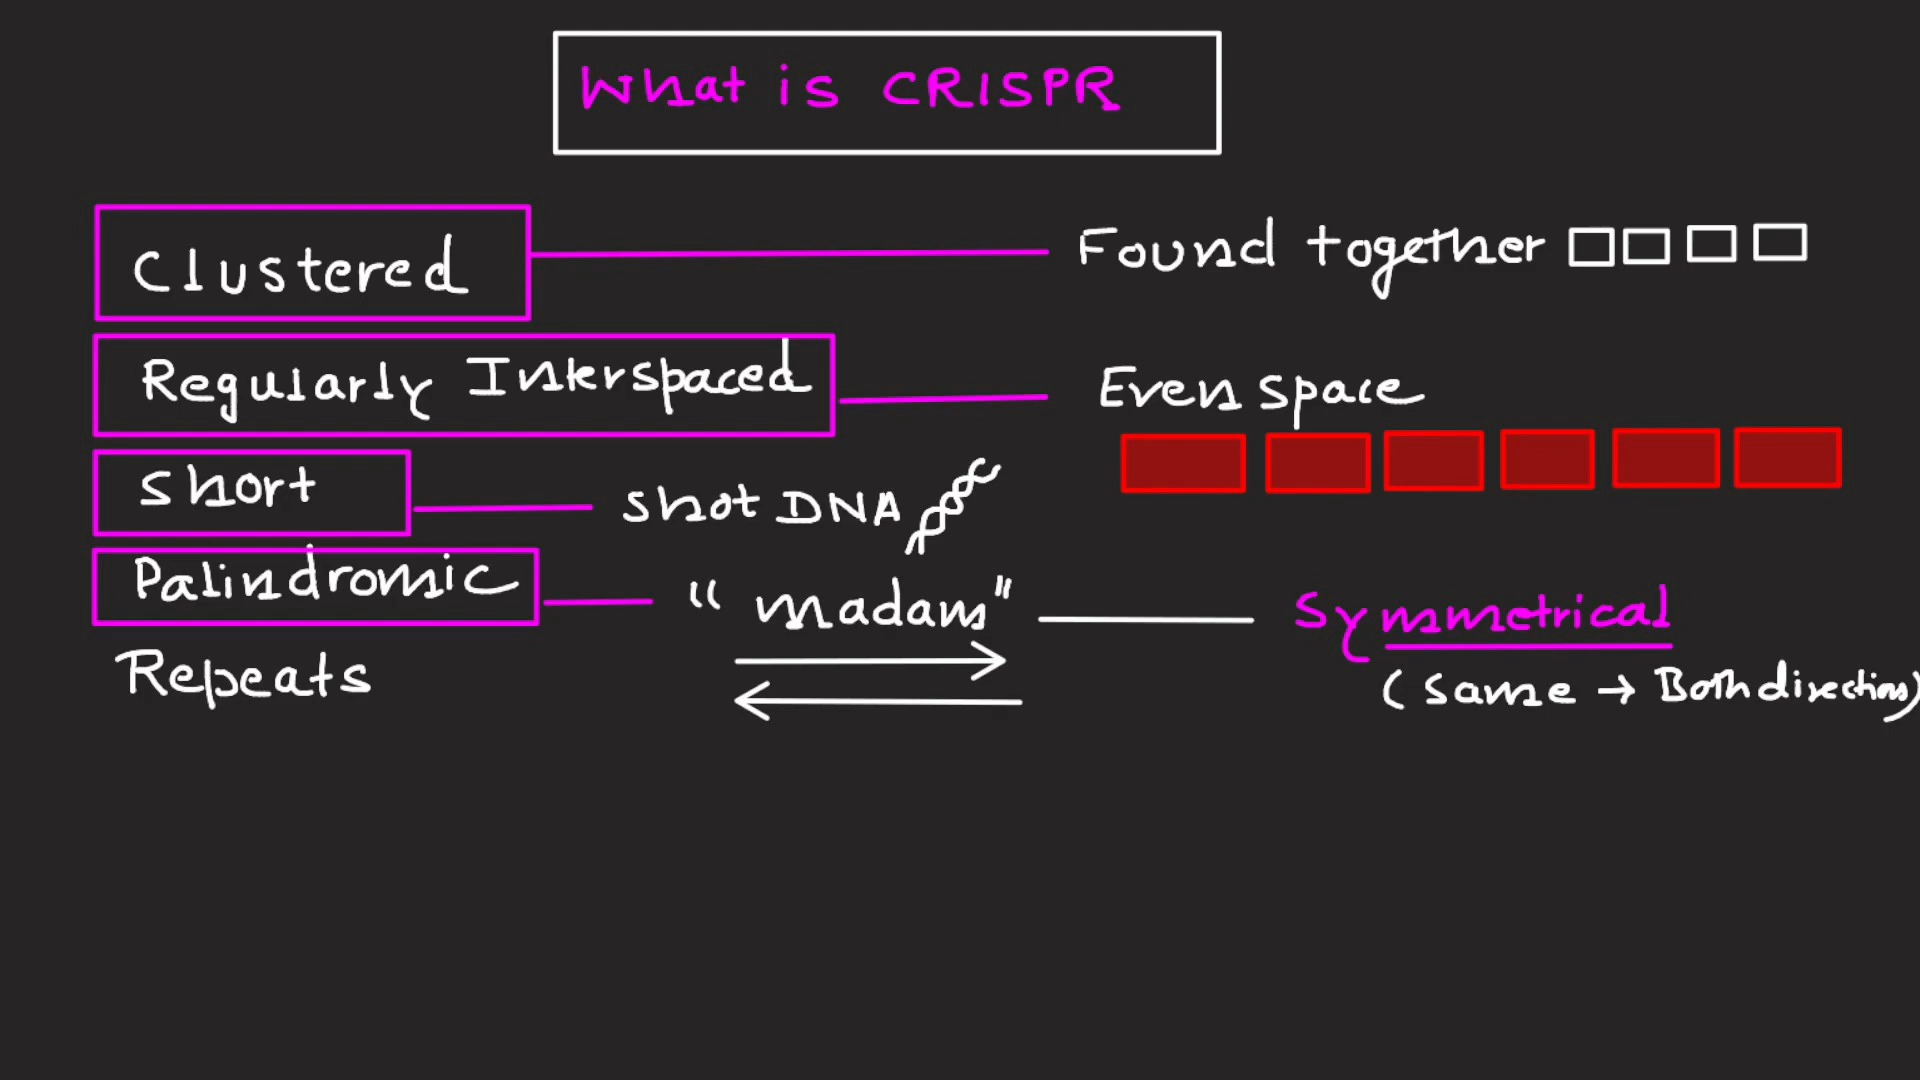 What is CRISPR
Clustered
Found together
Regularly Interspaced
Even space
Short
Shot DNA
Palindromic
"madam"
Symmetrical
Repeats
(Same → Both directions)